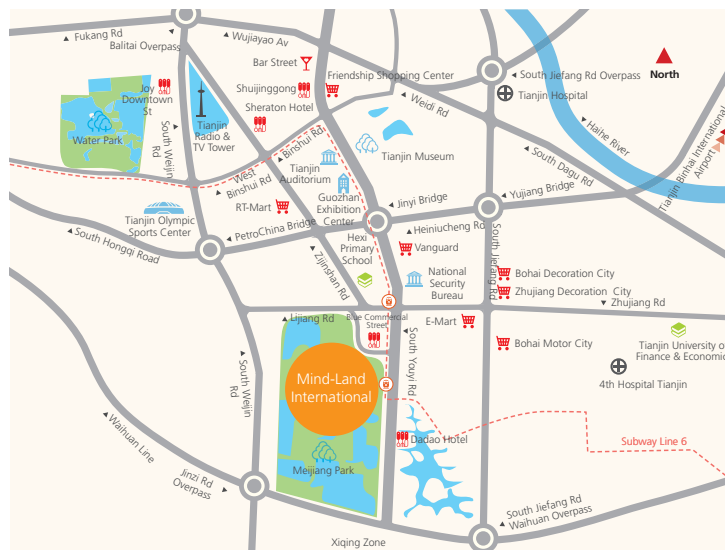 Fukang Rd
Balitai Overpass
Wujiayao Av
Bar Street
Friendship Shopping Center
South Jiefang Rd Overpass
North
Joy
Downtown
St
Shuijinggong
Sheraton Hotel
Weidi Rd
Tianjin Hospital
Water Park
South Weijin
Rd
Tianjin
Radio &
TV Tower
Binshui Rd
Haihe River
Tianjin Binhai International
Airport
West
Binshui Rd
Tianjin
Auditorium
Tianjin Museum
South Dagu Rd
RT-Mart
Guozhan
Exhibition
Center
Jinyi Bridge
Yujiang Bridge
Tianjin Olympic
Sports Center
PetroChina Bridge
Heiniucheng Rd
South Hongqi Road
Hexi
Primary
School
Vanguard
South Jiefang
Rd
Zijinshan Rd
National
Security
Bureau
Bohai Decoration City
Zhujiang Decoration City
Zhujiang Rd
Lijiang Rd
Blue Commercial
Street
E-Mart
South Youyi Rd
Bohai Motor City
Tianjin University o
Finance & Economic
South Weijin
Rd
Mind-Land
International
4th Hospital Tianjin
Waihuan Line
Dadao Hotel
Subway Line 6
Meijiang Park
Jinzi Rd
Overpass
South Jiefang Rd
Waihuan Overpass
Xiqing Zone